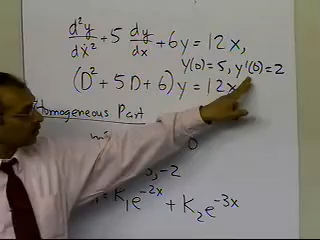 d²y/dx² + 5 dy/dx + 6y = 12x,
y(0) = 5, y'(0) = 2
(D² + 5D + 6) y = 12x
Homogeneous Part
0
, -2
= K₁e^{-2x} + K₂e^{-3x}